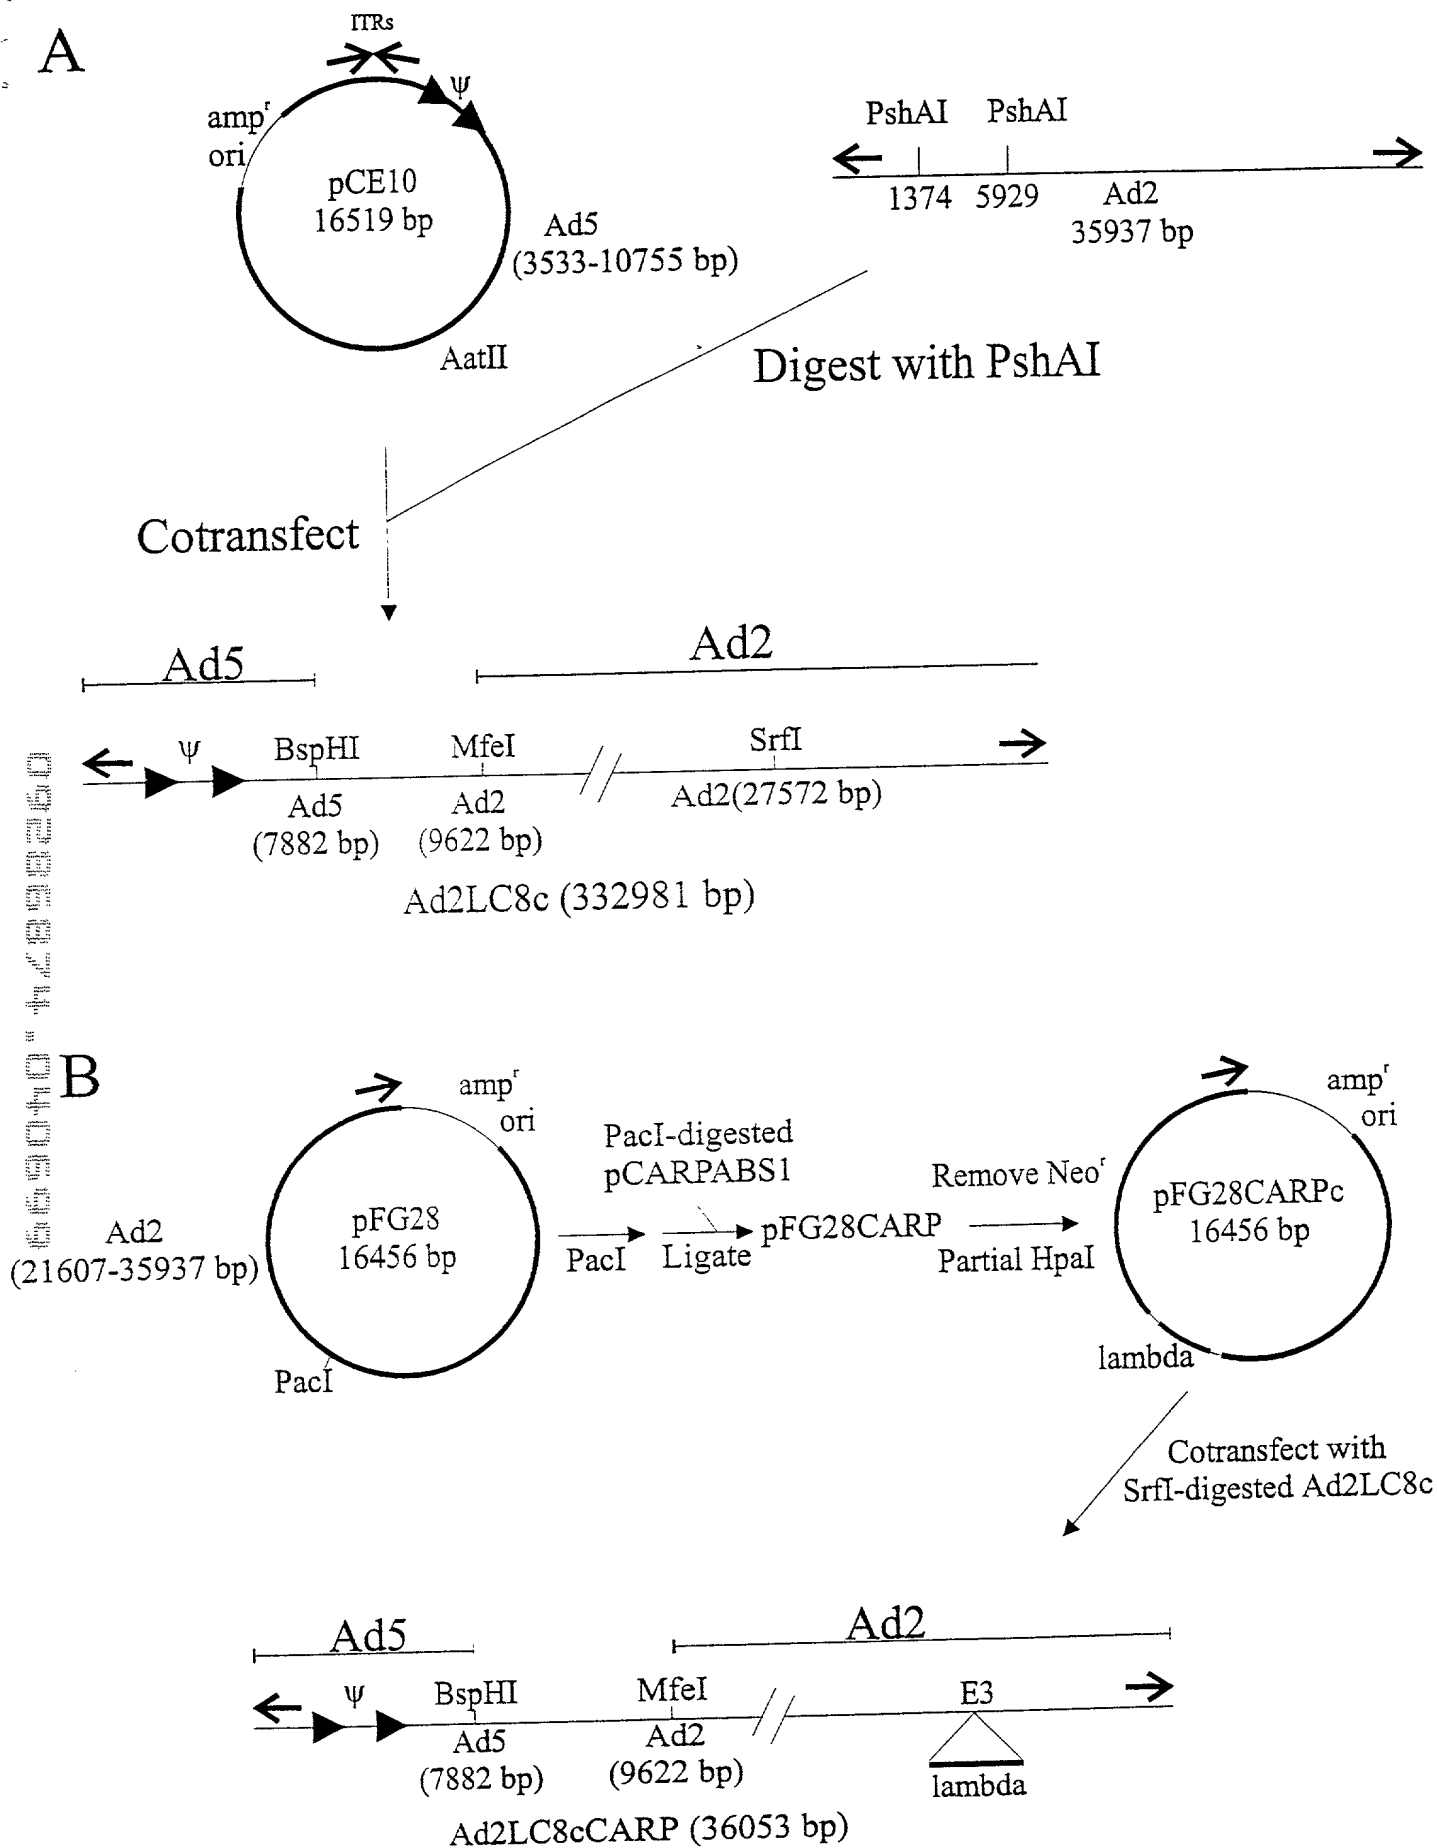 A
ITRs
ψ
amp^r
ori
pCE10
16519 bp
Ad5
(3533-10755 bp)
AatII
PshAI PshAI
1374 5929 Ad2
35937 bp
Digest with PshAI
Cotransfect
Ad5 Ad2
ψ BspHI MfeI SrfI
Ad5 Ad2 Ad2(27572 bp)
(7882 bp) (9622 bp)
Ad2LC8c (332981 bp)
B
amp^r
ori
pFG28
16456 bp
Ad2
(21607-35937 bp)
PacI
PacI-digested
pCARPABS1
PacI Ligate
pFG28CARP
Remove Neo^r
Partial HpaI
amp^r
ori
pFG28CARPc
16456 bp
lambda
Cotransfect with
SrfI-digested Ad2LC8c
Ad5 Ad2
ψ BspHI MfeI E3
Ad5 Ad2
(7882 bp) (9622 bp) lambda
Ad2LC8cCARP (36053 bp)